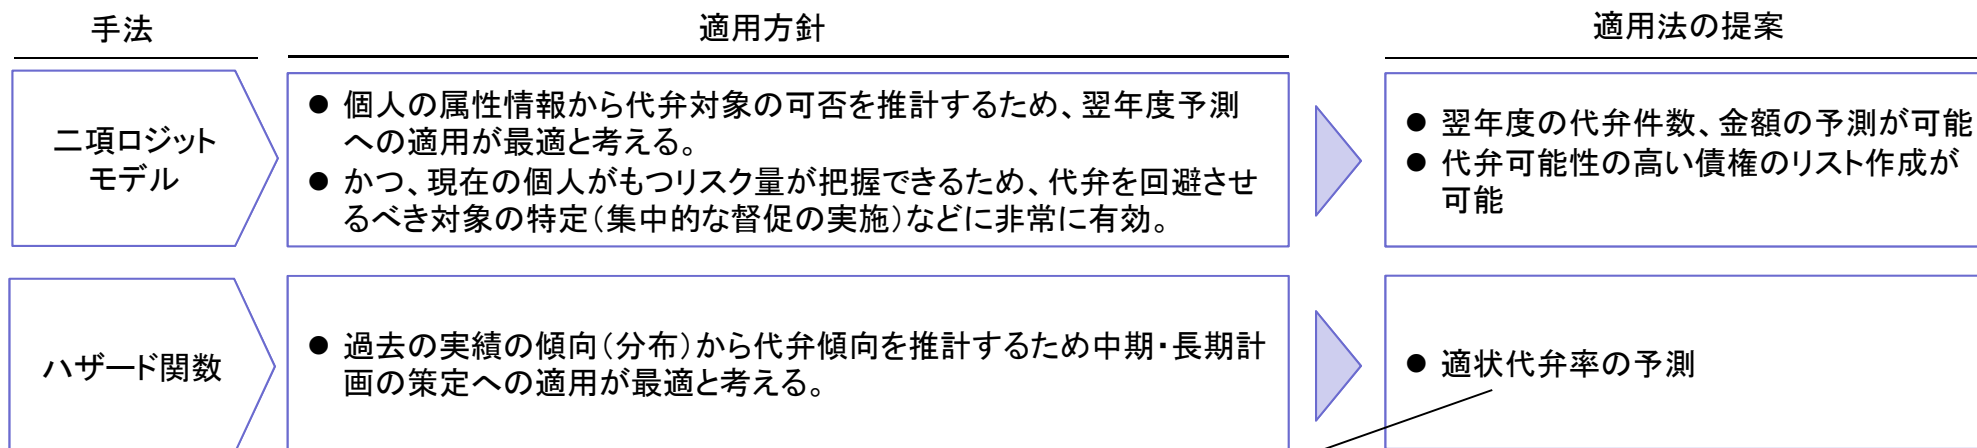 手法
適用方針
適用法の提案
二項ロジット
モデル
● 個人の属性情報から代弁対象の可否を推計するため、翌年度予測
への適用が最適と考える。
● かつ、現在の個人がもつリスク量が把握できるため、代弁を回避させ
るべき対象の特定(集中的な督促の実施)などに非常に有効。
● 翌年度の代弁件数、金額の予測が可能
● 代弁可能性の高い債権のリスト作成が
可能
ハザード関数
● 過去の実績の傾向(分布)から代弁傾向を推計するため中期・長期計
画の策定への適用が最適と考える。
● 適状代弁率の予測